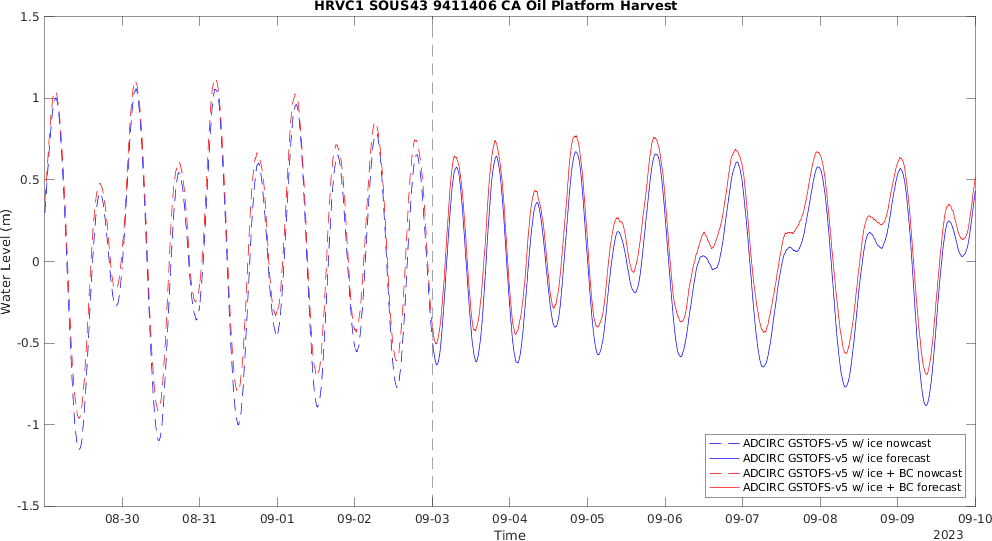 HRVC1 SOUS43 9411406 CA Oil Platform Harvest
1.5
1
0.5
0
-0.5
-1
-1.5
Water Level (m)
ADCIRC GSTOFS-v5 w/ ice nowcast
ADCIRC GSTOFS-v5 w/ ice forecast
ADCIRC GSTOFS-v5 w/ ice + BC nowcast
ADCIRC GSTOFS-v5 w/ ice + BC forecast
08-30 08-31 09-01 09-02 09-03 09-04 09-05 09-06 09-07 09-08 09-09 09-10
Time
2023